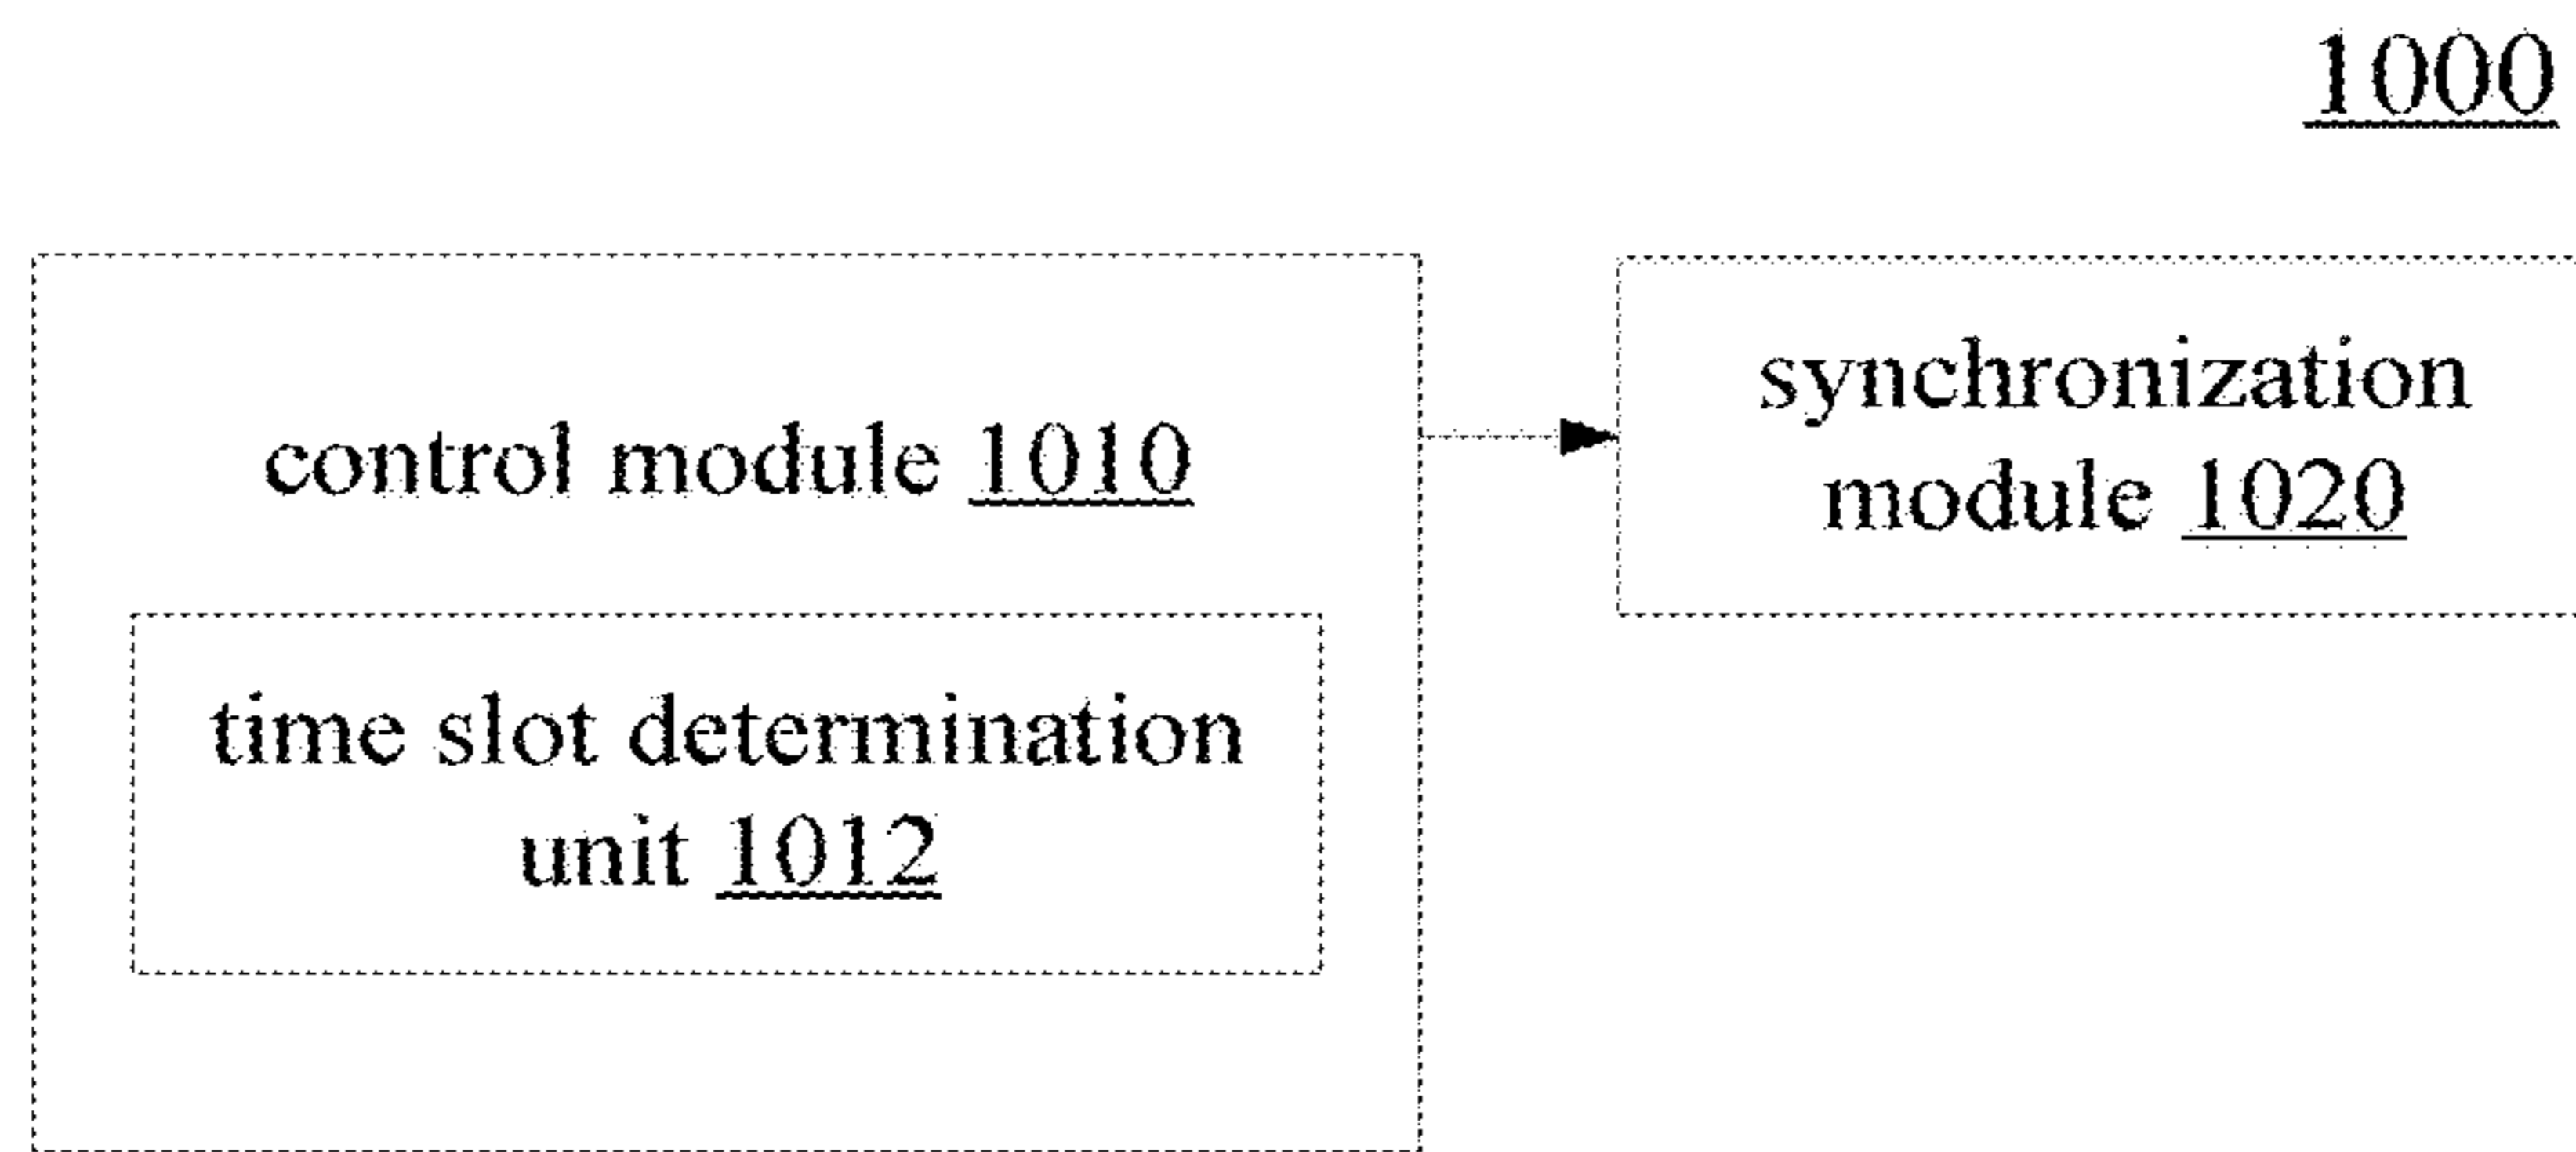 1000
control module 1010
synchronization
module 1020
time slot determination
unit 1012